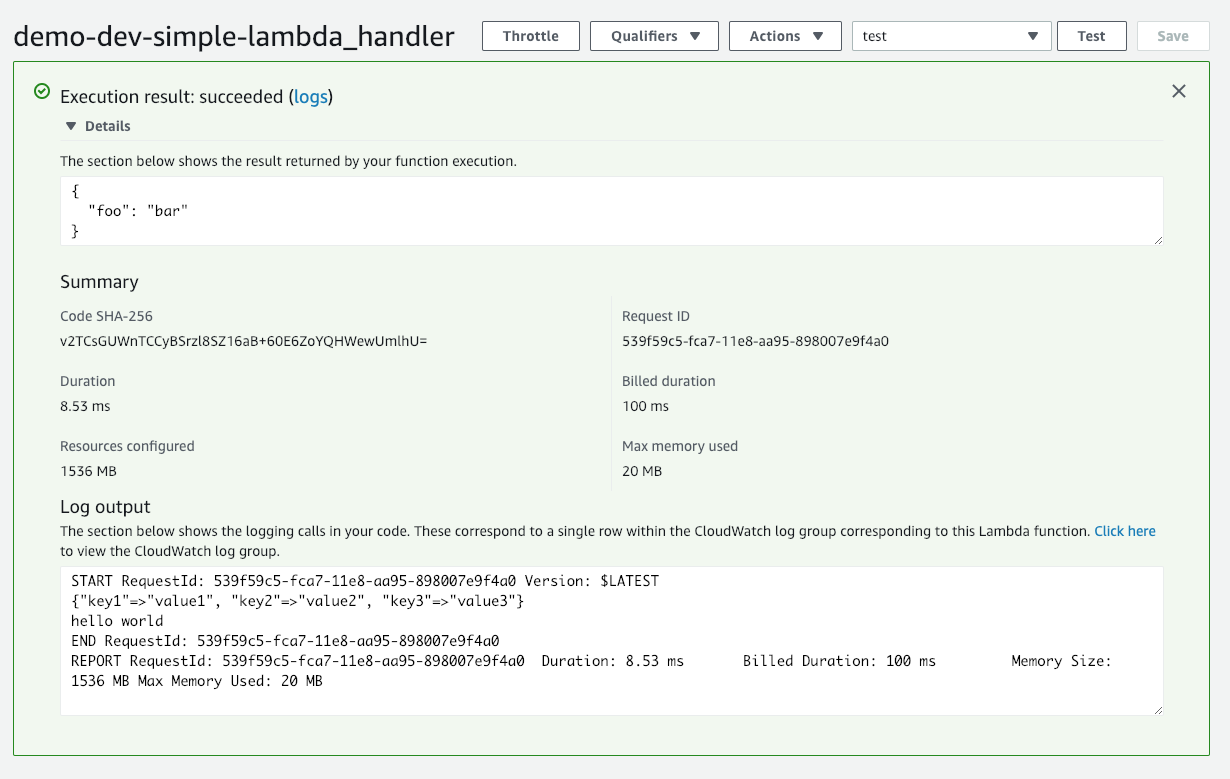 demo-dev-simple-lambda_handler Throttle Qualifiers Actions test Test Save
Execution result: succeeded (logs)
Details
The section below shows the result returned by your function execution.
{
"foo": "bar"
}
Summary
Code SHA-256
v2TCsGUWnTCCyBSrzl8SZ16aB+60E6ZoYQHWewUmlhU=
Request ID
539f59c5-fca7-11e8-aa95-898007e9f4a0
Duration
8.53 ms
Billed duration
100 ms
Resources configured
1536 MB
Max memory used
20 MB
Log output
The section below shows the logging calls in your code. These correspond to a single row within the CloudWatch log group corresponding to this Lambda function. Click here
to view the CloudWatch log group.
START RequestId: 539f59c5-fca7-11e8-aa95-898007e9f4a0 Version: $LATEST
{"key1"=>"value1", "key2"=>"value2", "key3"=>"value3"}
hello world
END RequestId: 539f59c5-fca7-11e8-aa95-898007e9f4a0
REPORT RequestId: 539f59c5-fca7-11e8-aa95-898007e9f4a0 Duration: 8.53 ms Billed Duration: 100 ms Memory Size:
1536 MB Max Memory Used: 20 MB